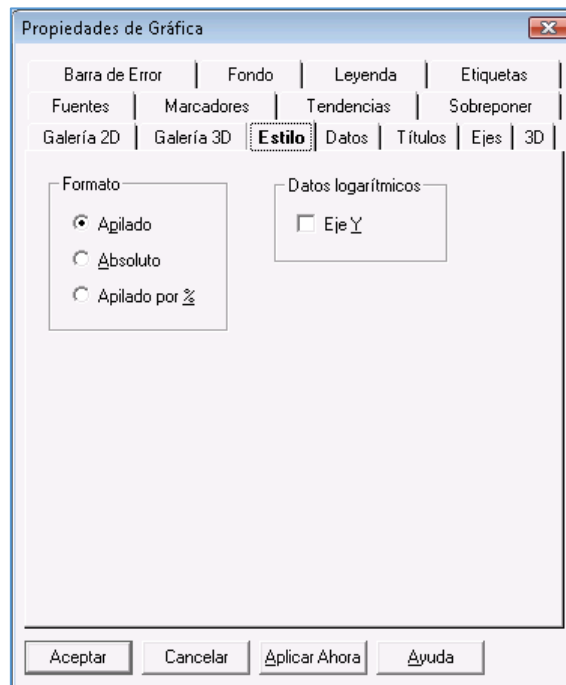 Propiedades de Gráfica
Barra de Error Fondo Leyenda Etiquetas
Fuentes Marcadores Tendencias Sobreponer
Galería 2D Galería 3D Estilo Datos Títulos Ejes 3D
Formato
Apilado
Absoluto
Apilado por %
Datos logarítmicos
Eje Y
Aceptar Cancelar Aplicar Ahora Ayuda